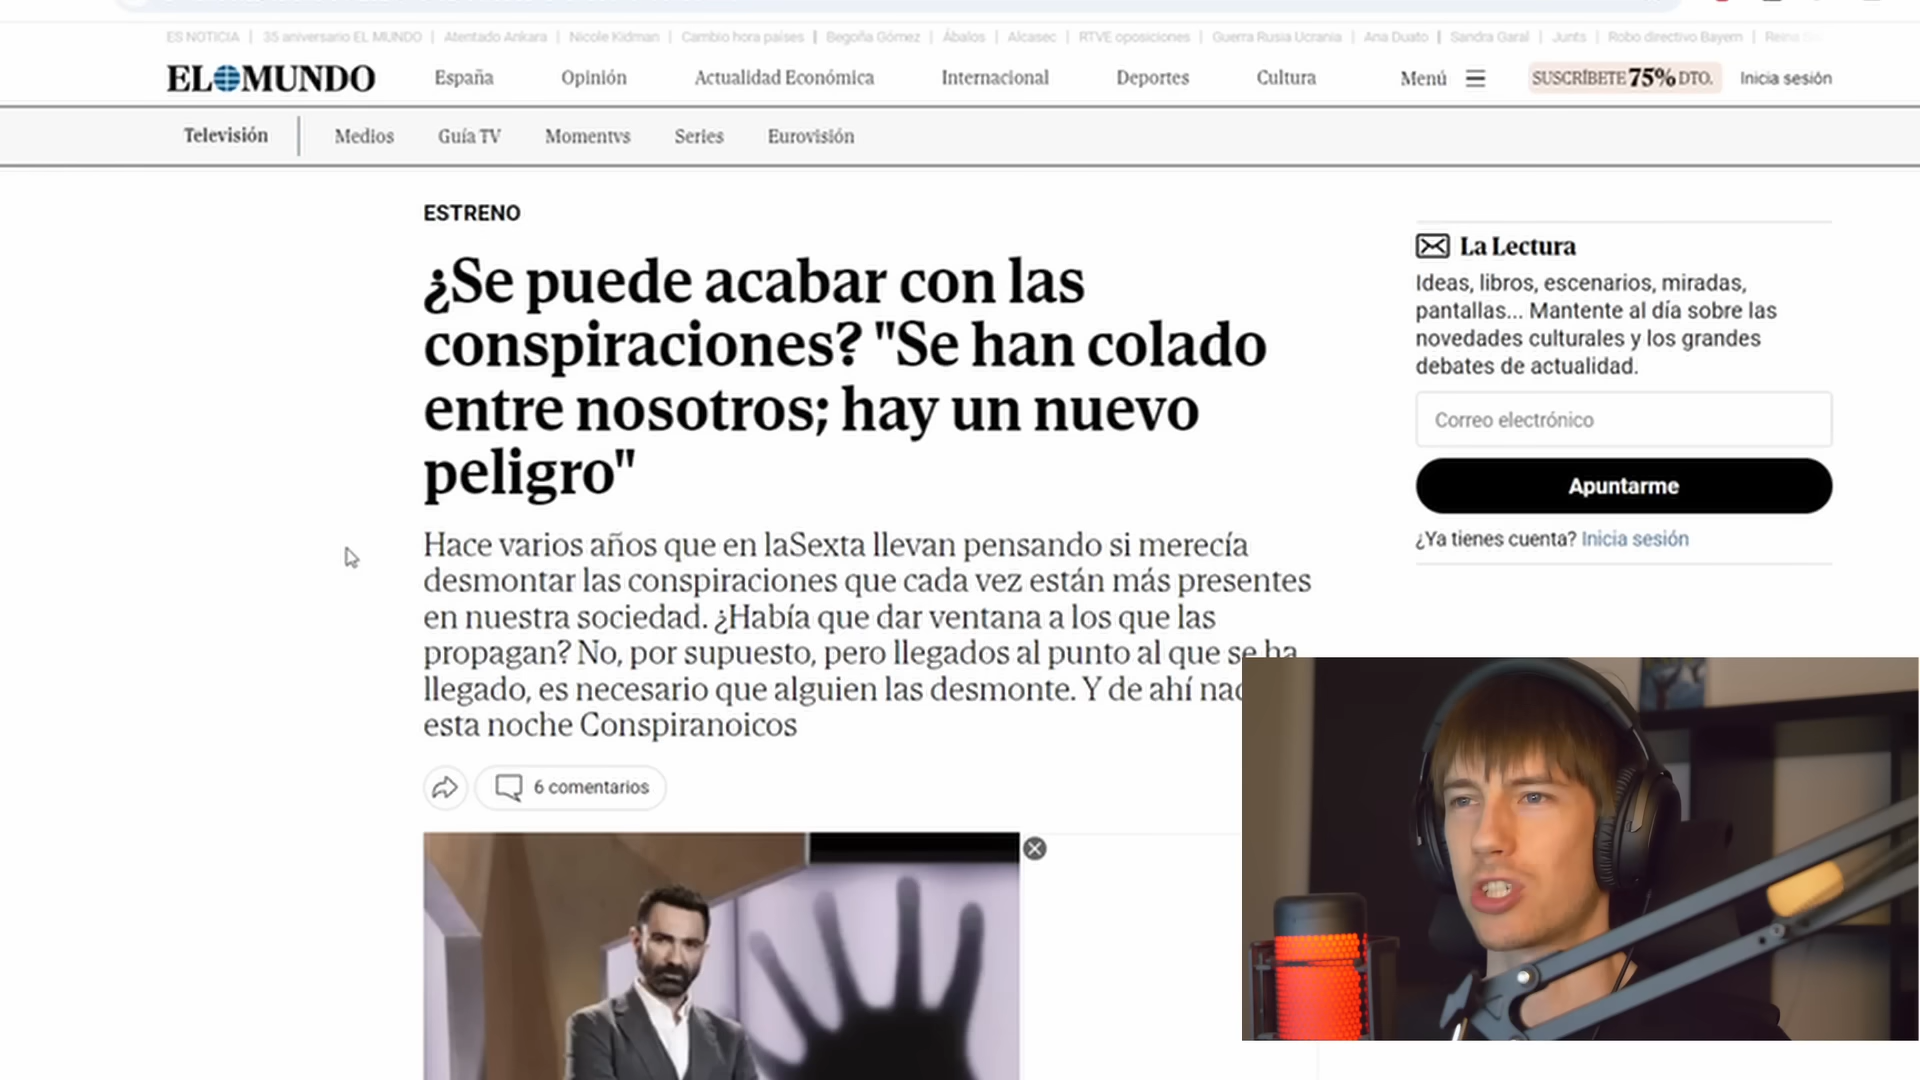 ES NOTICIA | 35 aniversario EL MUNDO | Atentado Ankara | Nicole Kidman | Cambio hora países | Begoña Gómez | Ábalos | Alcasec | RTVE oposiciones | Guerra Rusia Ucrania | Ana Duato | Sandra Garal | Junts | Robo directivo Bayern | Reina
EL MUNDO España Opinión Actualidad Económica Internacional Deportes Cultura Menú SUSCRÍBETE 75% DTO. Inicia sesión
Televisión | Medios Guía TV Momentvs Series Eurovisión
ESTRENO
¿Se puede acabar con las
conspiraciones? "Se han colado
entre nosotros; hay un nuevo
peligro"
Hace varios años que en laSexta llevan pensando si merecía
desmontar las conspiraciones que cada vez están más presentes
en nuestra sociedad. ¿Había que dar ventana a los que las
propagan? No, por supuesto, pero llegados al punto al que se ha
llegado, es necesario que alguien las desmonte. Y de ahí nac
esta noche Conspiranoicos
6 comentarios
La Lectura
Ideas, libros, escenarios, miradas,
pantallas... Mantente al día sobre las
novedades culturales y los grandes
debates de actualidad.
Correo electrónico
Apuntarme
¿Ya tienes cuenta? Inicia sesión